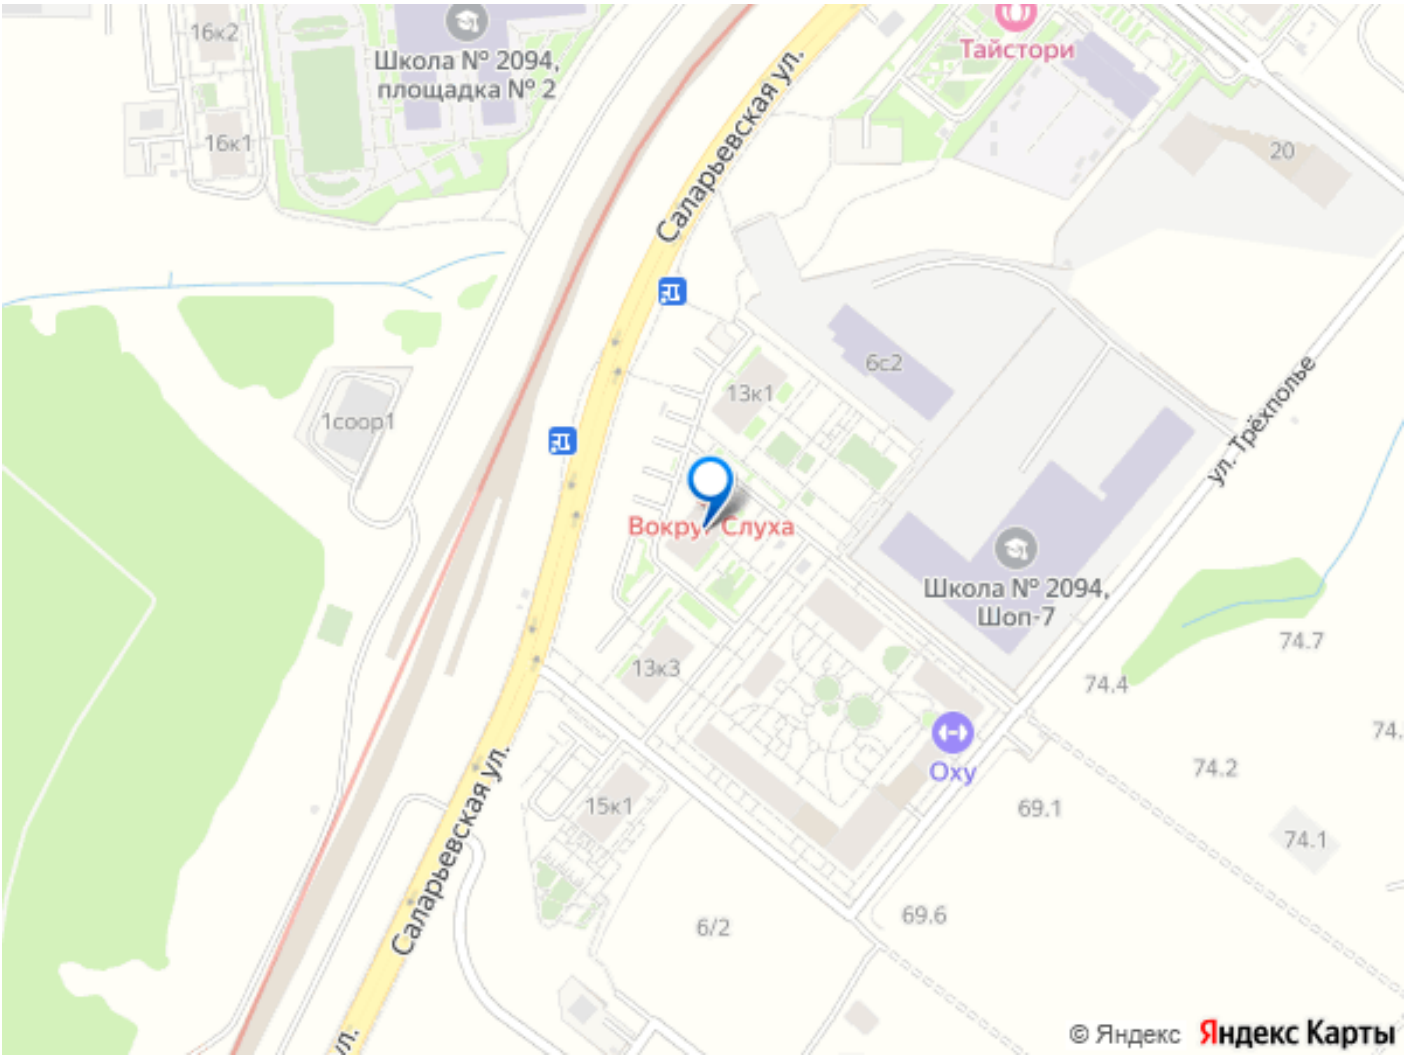 16к2
Школа № 2094,
площадка № 2
Тайстори
Саларьевская ул.
16к1
20
6с2
13к1
1соор1
ул. Трёхполье
Вокруг Слуха
Школа № 2094,
Шоп-7
74.7
13к3
74.4
74.
Оху
74.2
15к1
69.1
74.1
Саларьевская ул.
69.6
6/2
ул.
© Яндекс Яндекс Карты